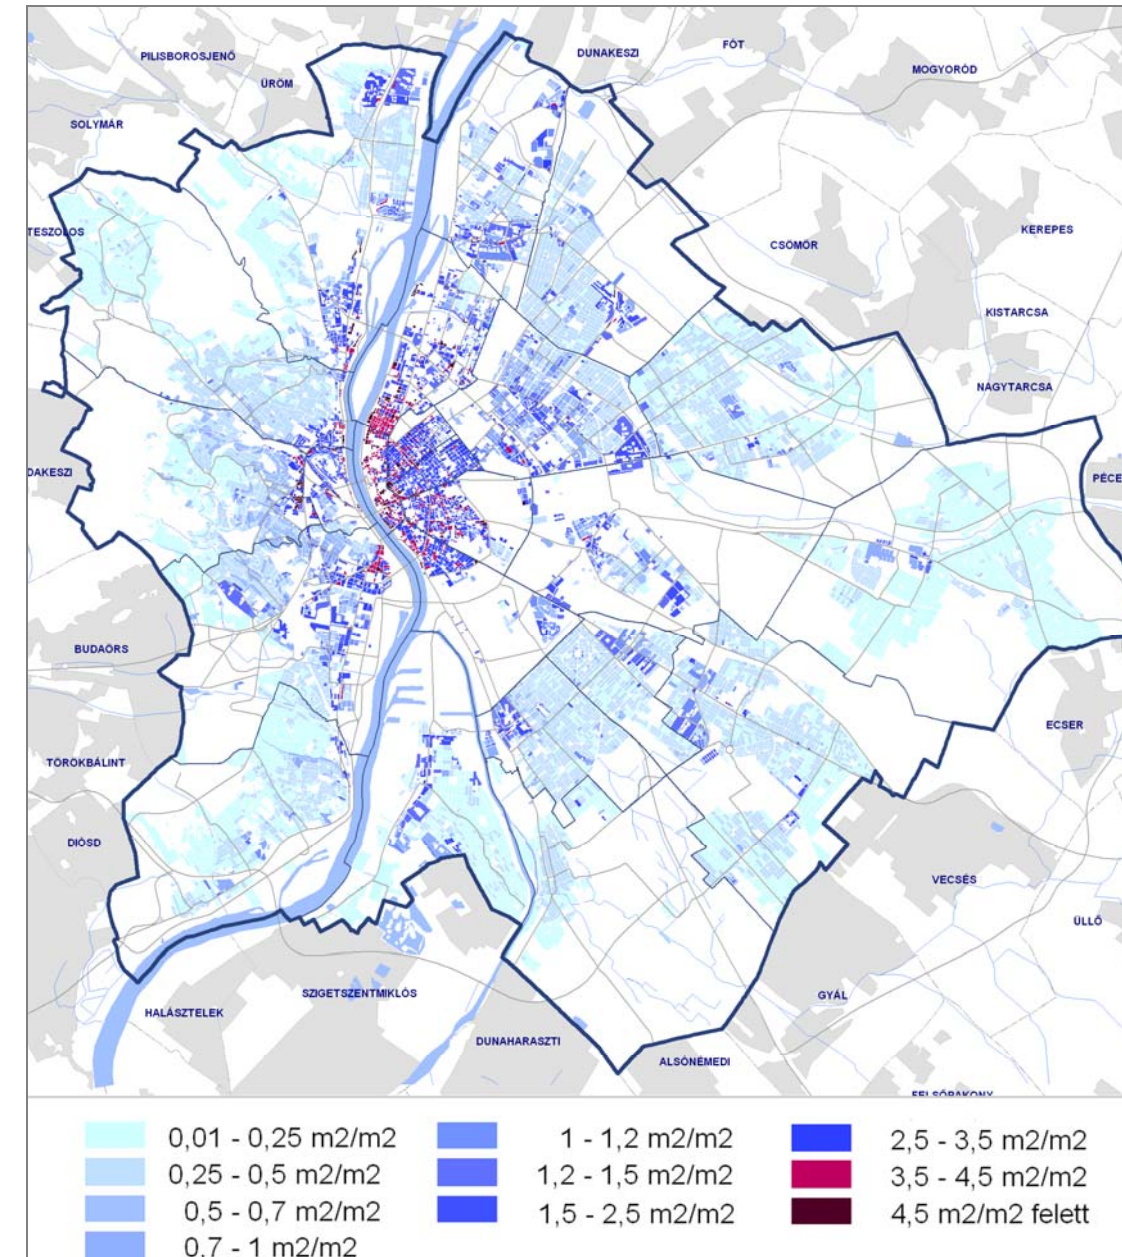 DUNAKESZI
FÓT
PILISBOROSJENŐ
MOGYORÓD
ÜRÖM
SOLYMÁR
TESZOLOS
KEREPES
CSÖMÖR
KISTARCSA
NAGYTARCSA
DAKESZI
PÉCE
BUDAÖRS
ECSER
TÖRÖKBÁLINT
DIÓSD
VECSÉS
ÜLLŐ
SZIGETSZENTMIKLÓS
GYÁL
HALÁSZTELEK
DUNAHARASZTI
ALSÓNÉMEDI
0,01 - 0,25 m2/m2
0,25 - 0,5 m2/m2
0,5 - 0,7 m2/m2
0,7 - 1 m2/m2
1 - 1,2 m2/m2
1,2 - 1,5 m2/m2
1,5 - 2,5 m2/m2
2,5 - 3,5 m2/m2
3,5 - 4,5 m2/m2
4,5 m2/m2 felett